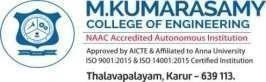 M.KUMARASAMY
COLLEGE OF ENGINEERING
NAAC Accredited Autonomous Institution
Approved by AICTE & Affiliated to Anna University
ISO 9001:2015 & ISO 14001:2015 Certified Institution
Thalavapalayam, Karur – 639 113.